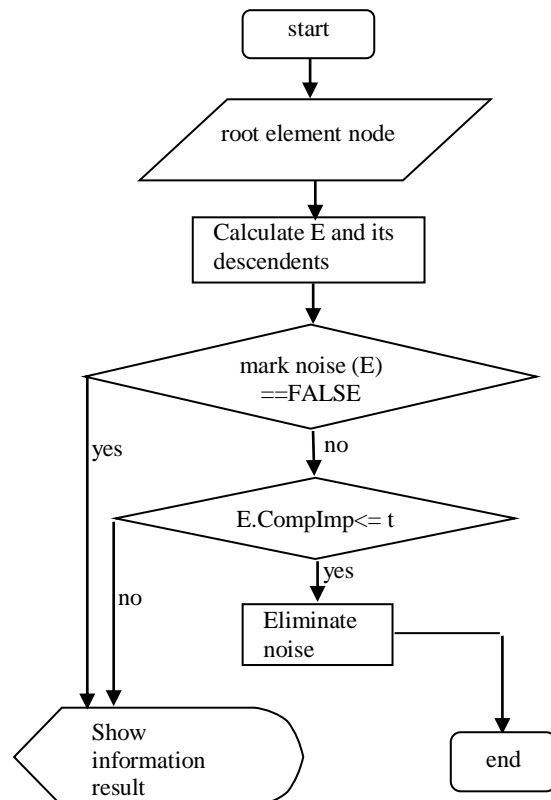 start
root element node
Calculate E and its
descendents
mark noise (E)
==FALSE
yes
no
E.CompImp<= t
yes
no
Eliminate
noise
Show
information
result
end